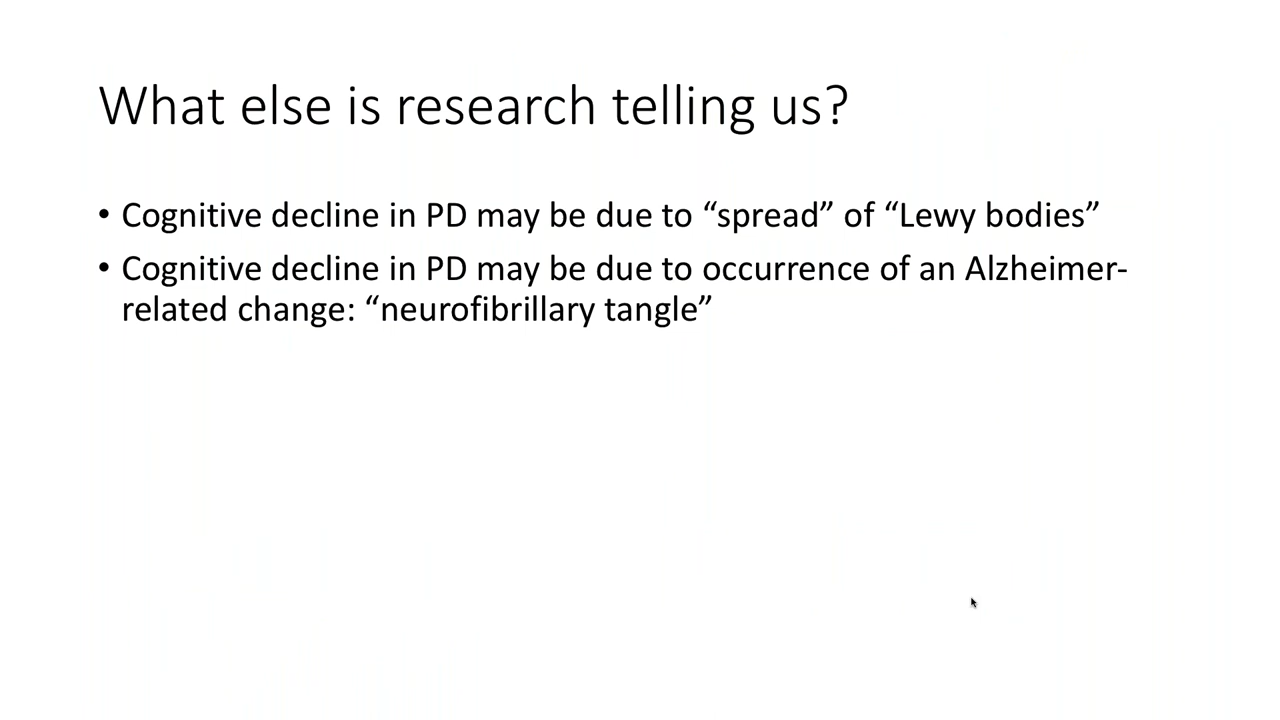 What else is research telling us?
• Cognitive decline in PD may be due to “spread” of “Lewy bodies”
• Cognitive decline in PD may be due to occurrence of an Alzheimer-
related change: “neurofibrillary tangle”